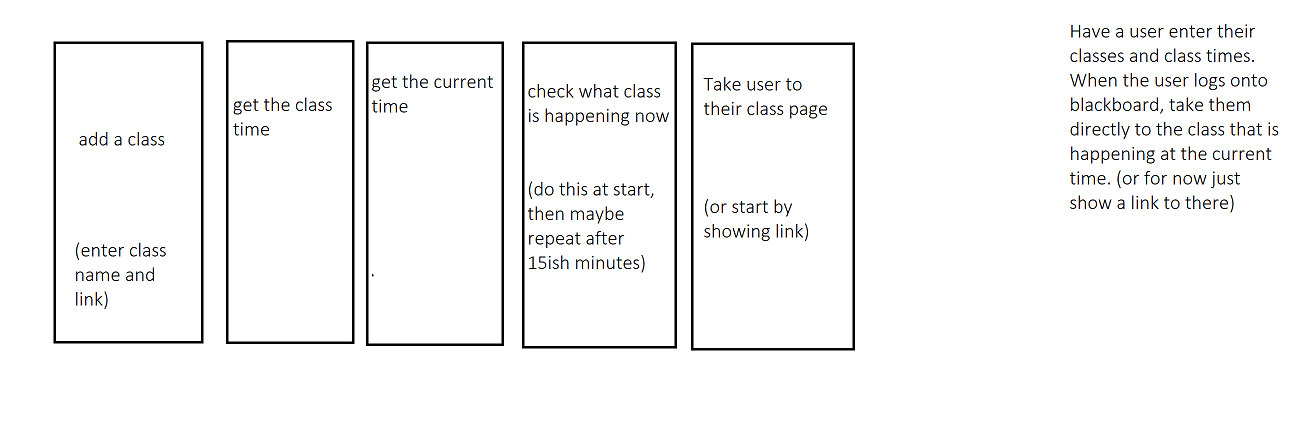 add a class
(enter class
name and
link)
get the class
time
get the current
time
.
check what class
is happening now
(do this at start,
then maybe
repeat after
15ish minutes)
Take user to
their class page
(or start by
showing link)
Have a user enter their
classes and class times.
When the user logs onto
blackboard, take them
directly to the class that is
happening at the current
time. (or for now just
show a link to there)